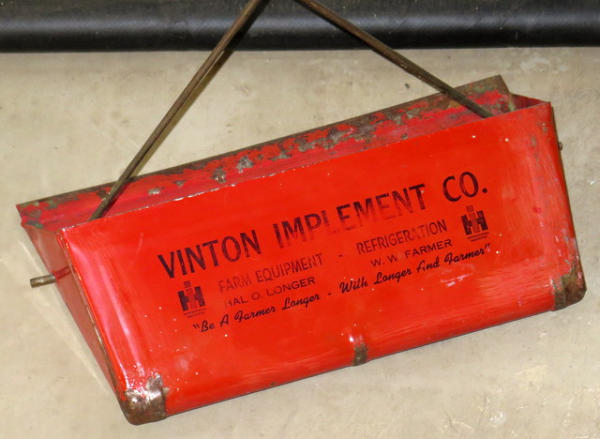 VINTON IMPLEMENT CO.
FARM EQUIPMENT - REFRIGERATION
HAL O. LONGER W. W. FARMER
"Be A Farmer Longer - With Longer And Farmer"